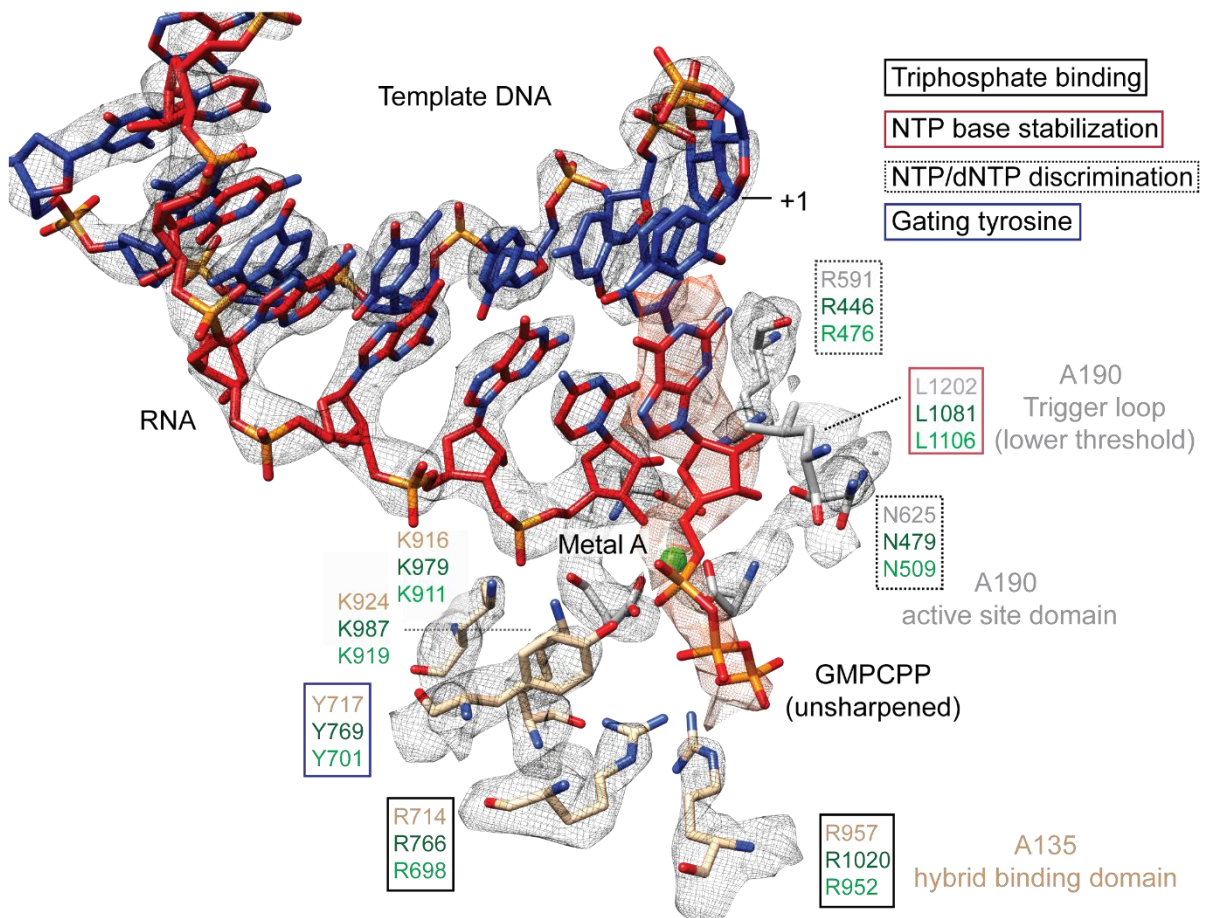 Template DNA
Triphosphate binding
NTP base stabilization
NTP/dNTP discrimination
Gating tyrosine
+1
R591
R446
R476
L1202
L1081
L1106
A190
Trigger loop
(lower threshold)
RNA
N625
N479
N509
A190
active site domain
Metal A
K916
K979
K911
K924
K987
K919
GMPCPP
(unsharpened)
Y717
Y769
Y701
R714
R766
R698
R957
R1020
R952
A135
hybrid binding domain